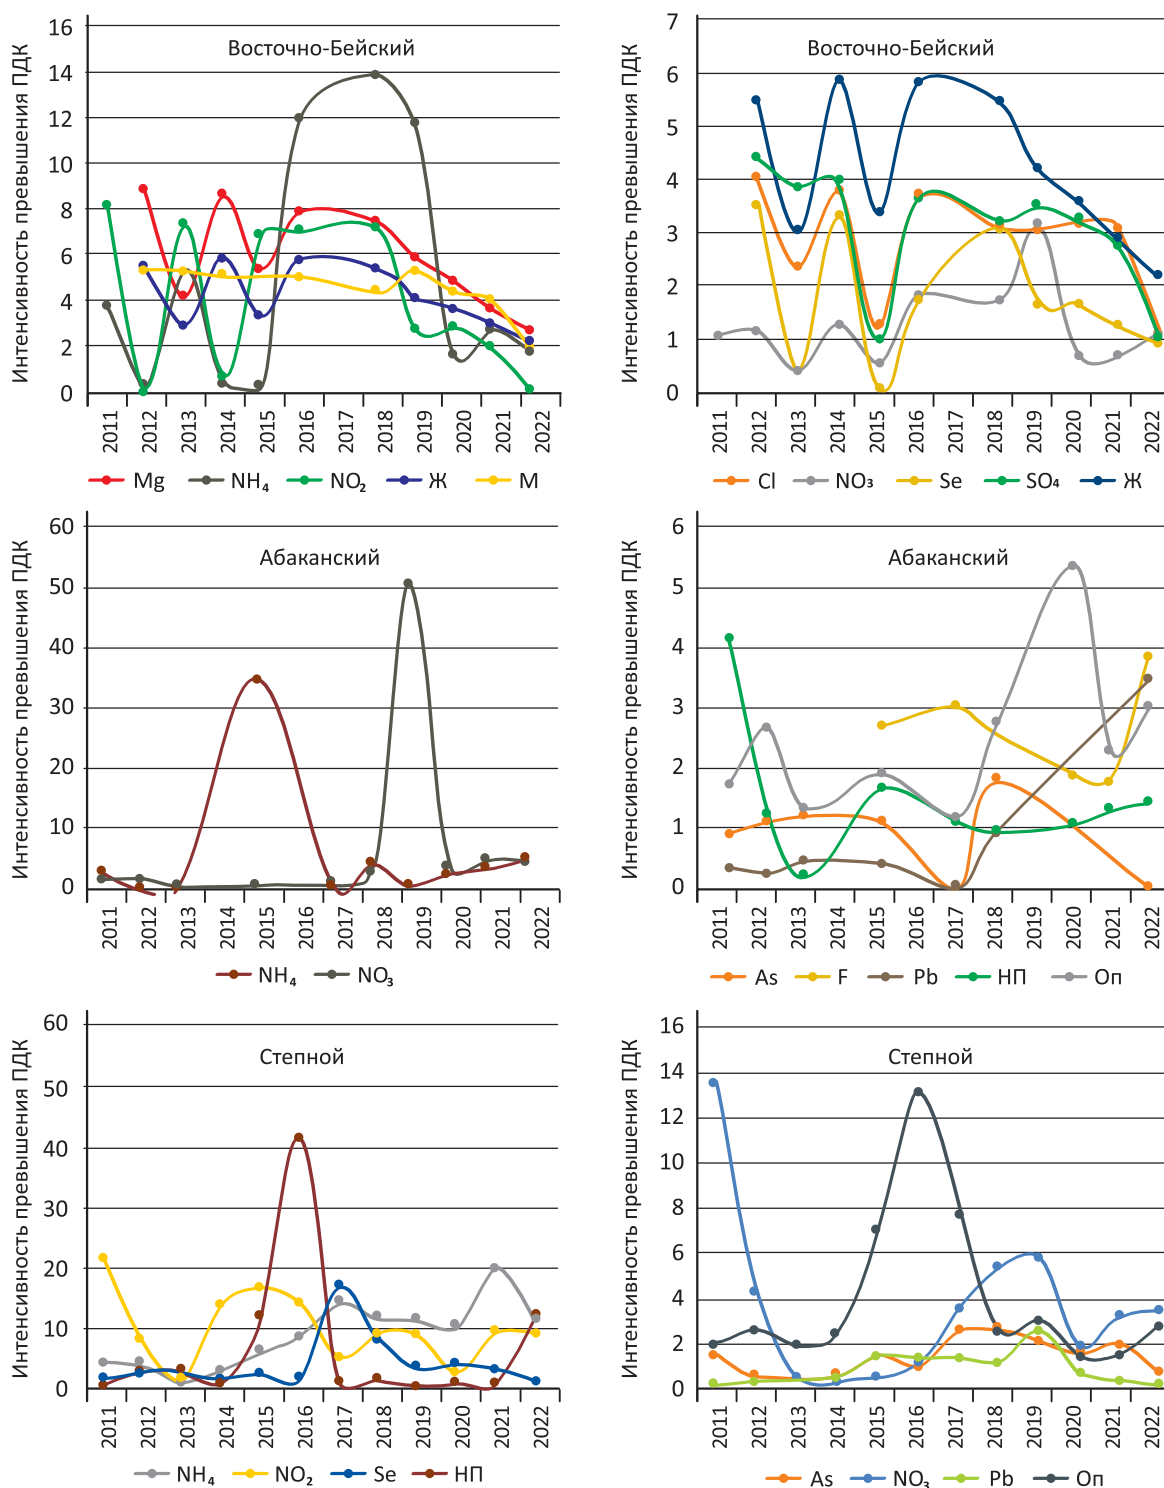 Восточно-Бейский
Интенсивность превышения ПДК
16
14
12
10
8
6
4
2
0
2011 2012 2013 2014 2015 2016 2017 2018 2019 2020 2021 2022
Mg NH₄ NO₂ Ж М
Восточно-Бейский
Интенсивность превышения ПДК
7
6
5
4
3
2
1
0
2011 2012 2013 2014 2015 2016 2017 2018 2019 2020 2021 2022
Cl NO₃ Se SO₄ Ж
Абаканский
Интенсивность превышения ПДК
60
50
40
30
20
10
0
2011 2012 2013 2014 2015 2016 2017 2018 2019 2020 2021 2022
NH₄ NO₃
Абаканский
Интенсивность превышения ПДК
6
5
4
3
2
1
0
2011 2012 2013 2014 2015 2016 2017 2018 2019 2020 2021 2022
As F Pb НП Оп
Степной
Интенсивность превышения ПДК
60
50
40
30
20
10
0
2011 2012 2013 2014 2015 2016 2017 2018 2019 2020 2021 2022
NH₄ NO₂ Se НП
Степной
Интенсивность превышения ПДК
16
14
12
10
8
6
4
2
0
2011 2012 2013 2014 2015 2016 2017 2018 2019 2020 2021 2022
As NO₃ Pb Оп